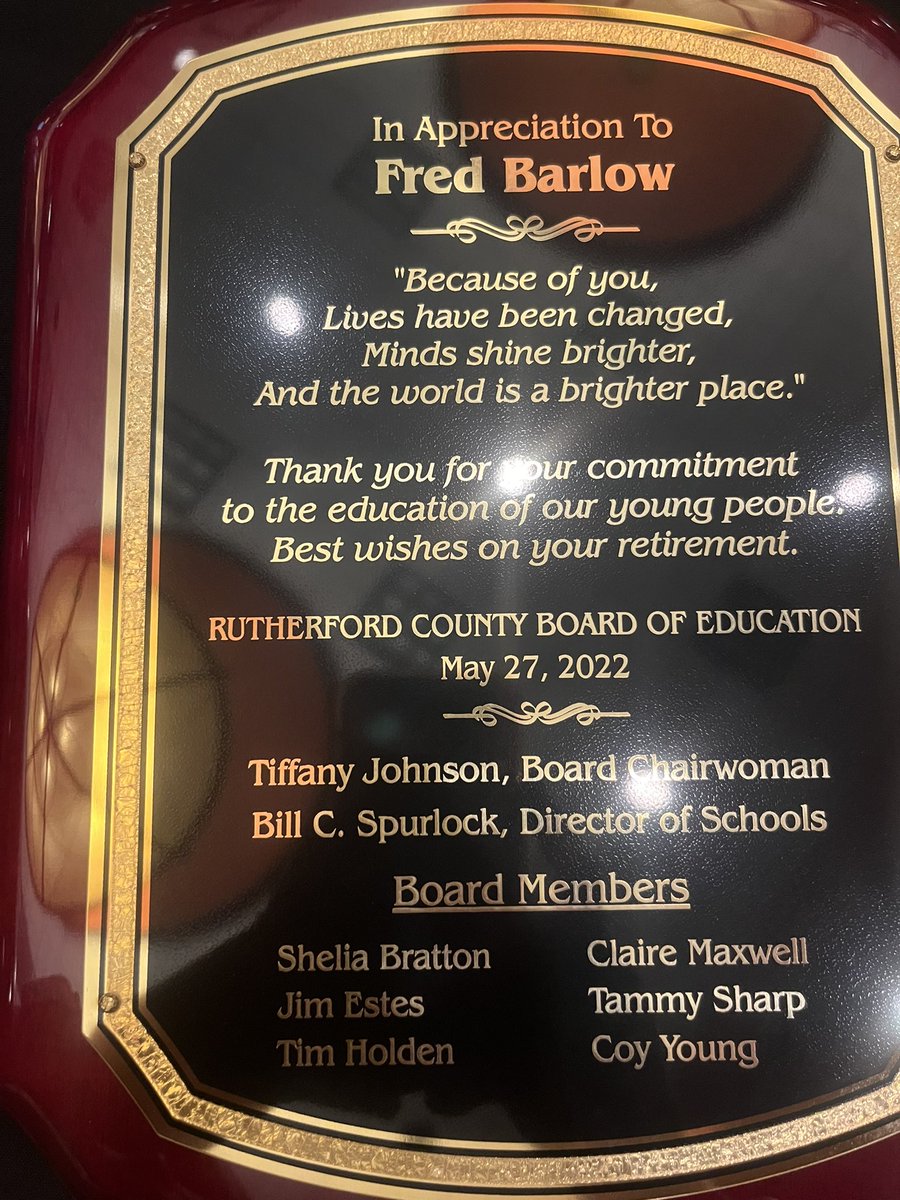 In Appreciation To
Fred Barlow
"Because of you,
Lives have been changed,
Minds shine brighter,
And the world is a brighter place."
Thank you for your commitment
to the education of our young people.
Best wishes on your retirement.
RUTHERFORD COUNTY BOARD OF EDUCATION
May 27, 2022
Tiffany Johnson, Board Chairwoman
Bill C. Spurlock, Director of Schools
Board Members
Shelia Bratton Claire Maxwell
Jim Estes Tammy Sharp
Tim Holden Coy Young